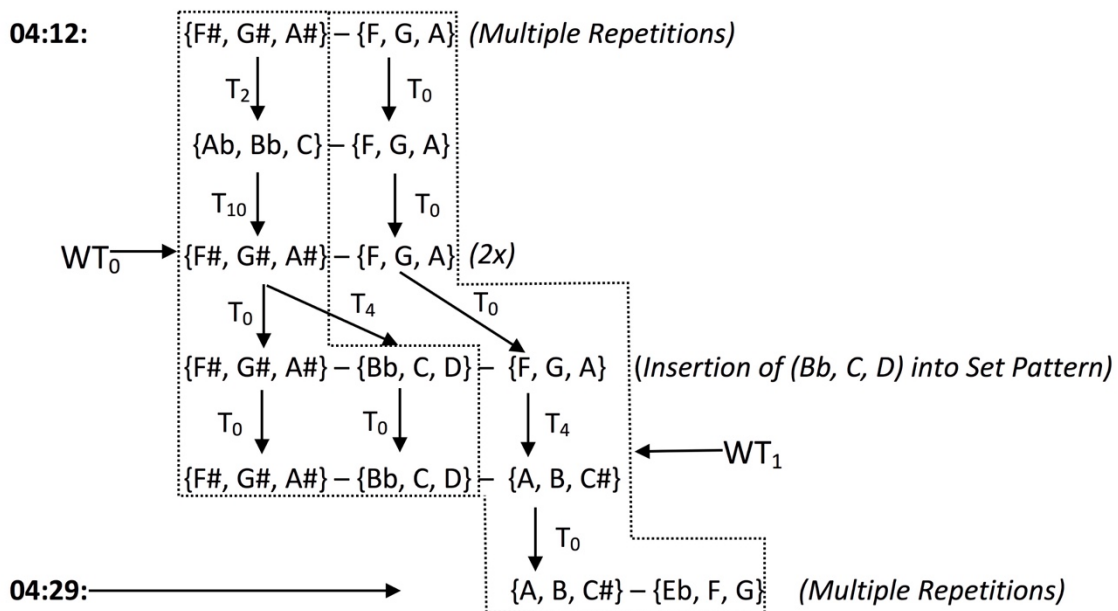 04:12: {F#, G#, A#} – {F, G, A} (Multiple Repetitions)
T2 T0
{Ab, Bb, C} – {F, G, A}
T10 T0
WT0 {F#, G#, A#} – {F, G, A} (2x)
T0 T4 T0
{F#, G#, A#} – {Bb, C, D} – {F, G, A} (Insertion of (Bb, C, D) into Set Pattern)
T0 T0 T4
WT1
{F#, G#, A#} – {Bb, C, D} – {A, B, C#}
T0
04:29: {A, B, C#} – {Eb, F, G} (Multiple Repetitions)